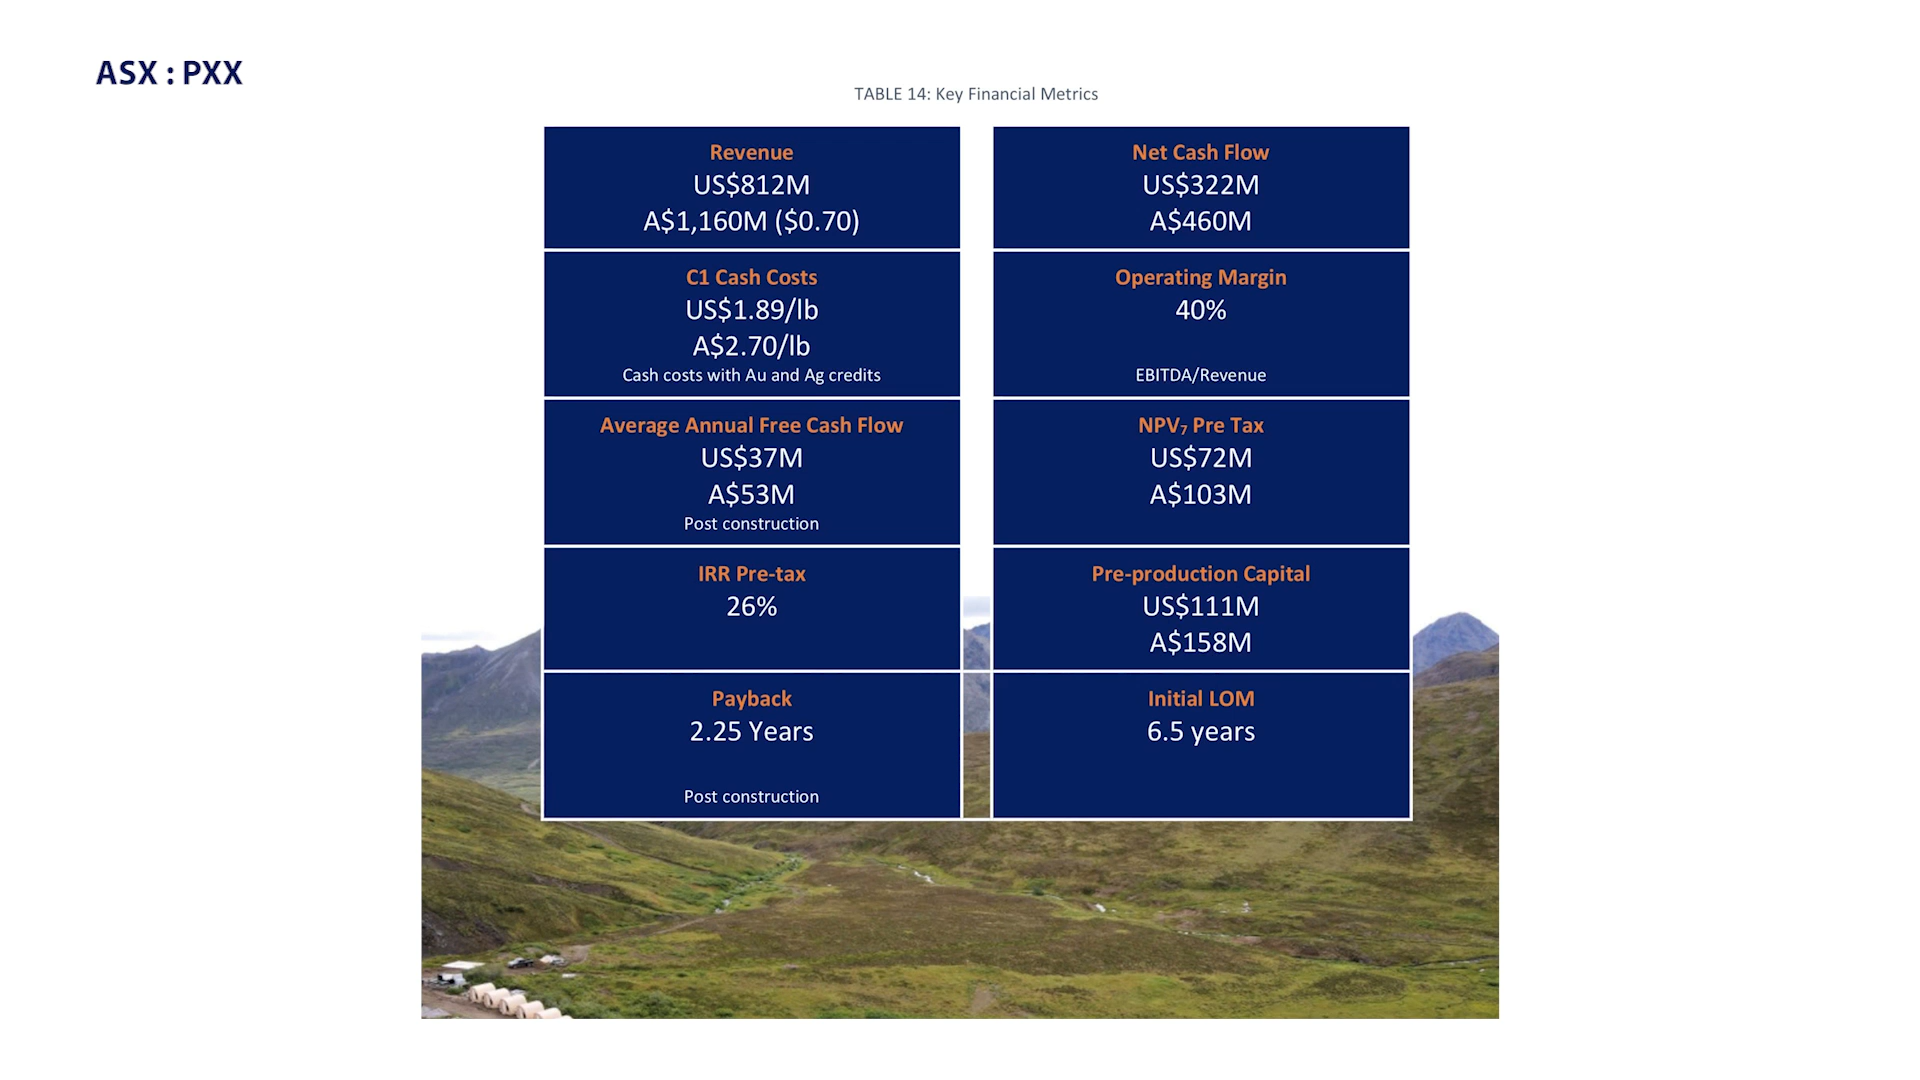 ASX : PXX
TABLE 14: Key Financial Metrics
Revenue
US$812M
A$1,160M ($0.70)
Net Cash Flow
US$322M
A$460M
C1 Cash Costs
US$1.89/lb
A$2.70/lb
Cash costs with Au and Ag credits
Operating Margin
40%
EBITDA/Revenue
Average Annual Free Cash Flow
US$37M
A$53M
Post construction
NPV₇ Pre Tax
US$72M
A$103M
IRR Pre-tax
26%
Pre-production Capital
US$111M
A$158M
Payback
2.25 Years
Post construction
Initial LOM
6.5 years